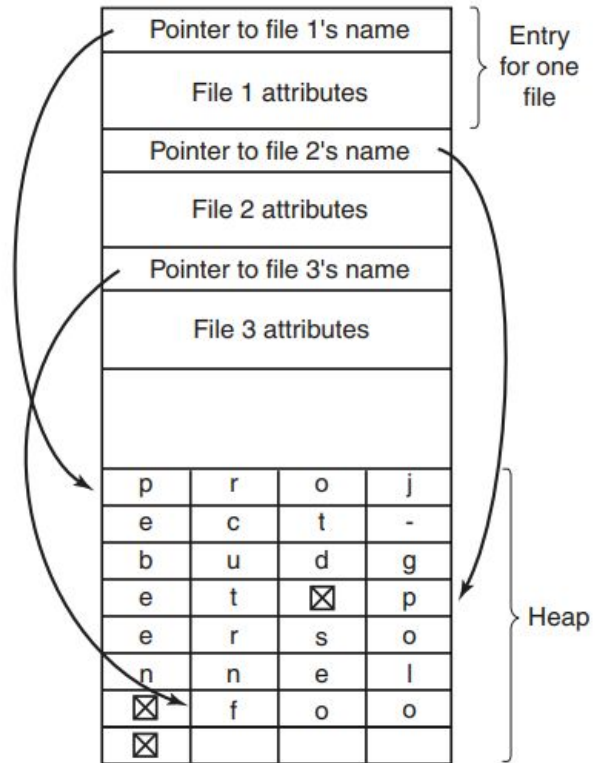 Pointer to file 1's name
Entry
for one
file
File 1 attributes
Pointer to file 2's name
File 2 attributes
Pointer to file 3's name
File 3 attributes
p r o j
e c t -
b u d g
e t ☒ p
e r s o
n n e l
☒ f o o
☒
Heap